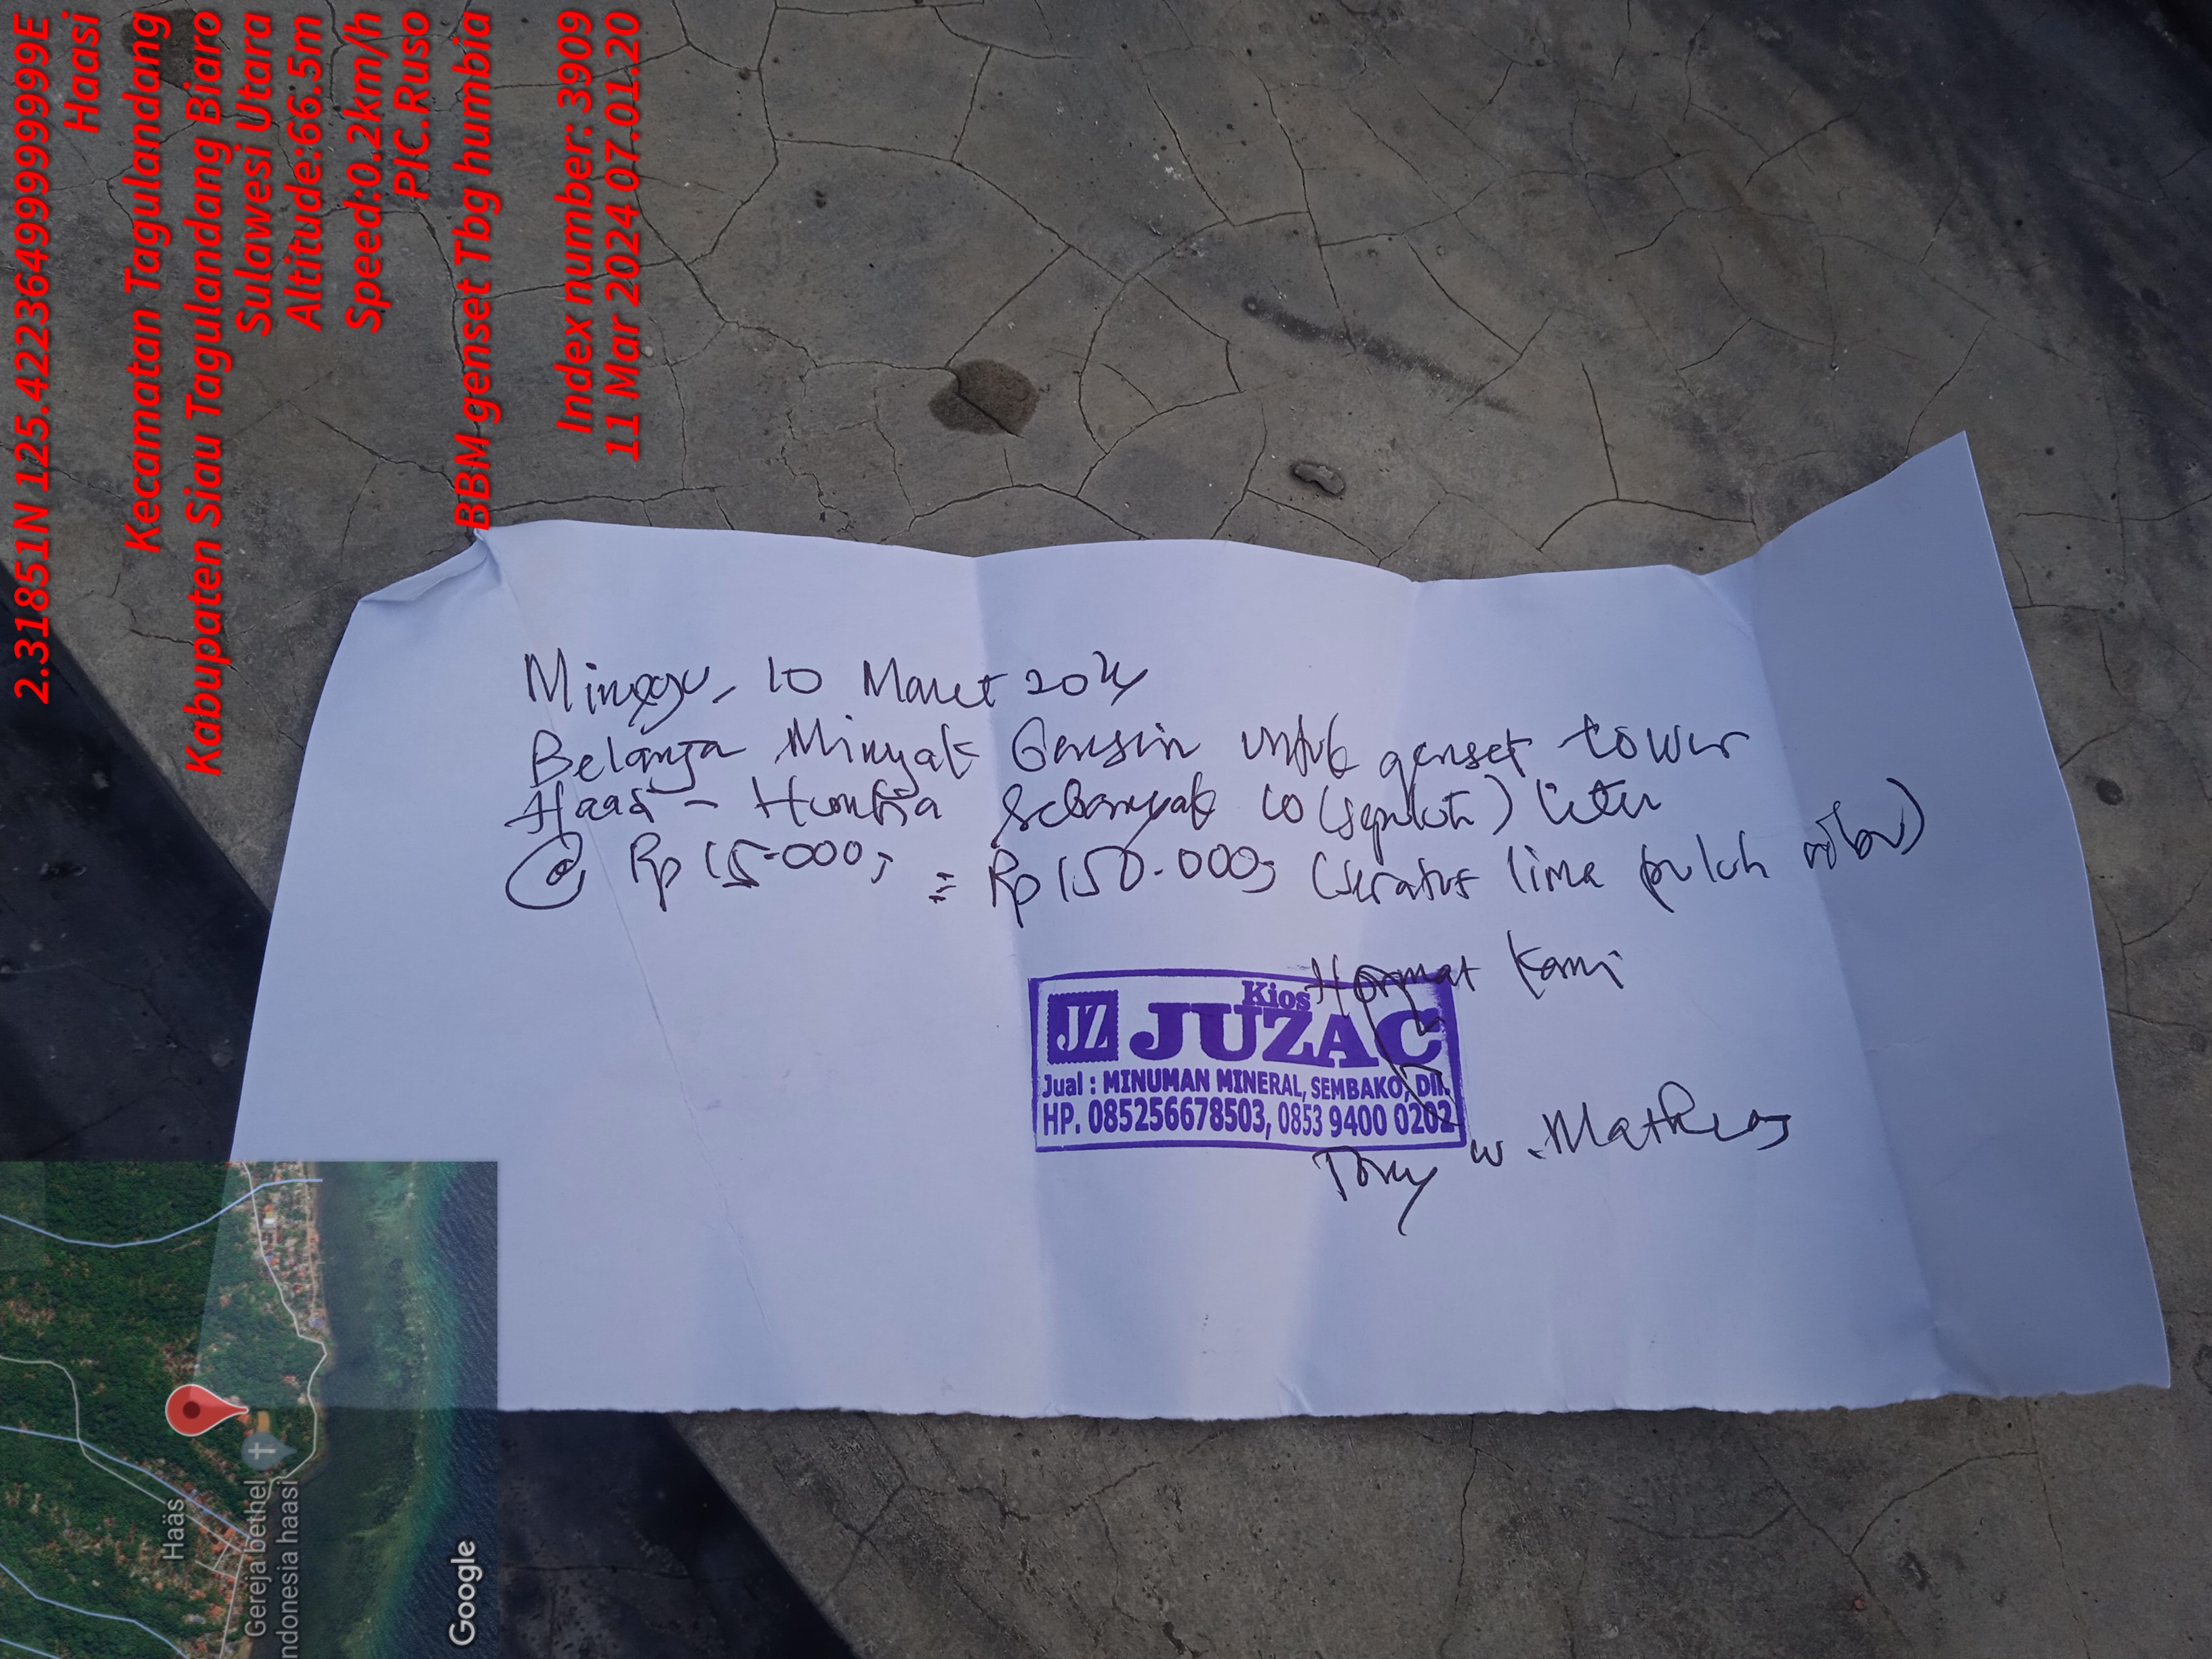 2.31851N 125.42236499999999E
Haasi
Kecamatan Tagulandang
Kabupaten Siau Tagulandang Biaro
Sulawesi Utara
Altitude:66.5m
Speed:0.2km/h
PIC.Ruso
BBM genset Tbg humbia
Index number: 3909
11 Mar 2024 07.01.20
Minggu, 10 Maret 2024
Belanja Minyak Bensin untuk genset tower
Haas - Humbia sebanyak 10 (sepuluh) liter
@ Rp 15.000,- = Rp 150.000,- (seratus lima puluh ribu)
Hormat Kami
Kios
JZ JUZAC
Jual : MINUMAN MINERAL, SEMBAKO, Dll.
HP. 085256678503, 0853 9400 0202
Tony W. Mathias
Haäs
Gereja bethel
ndonesia haasi
Google